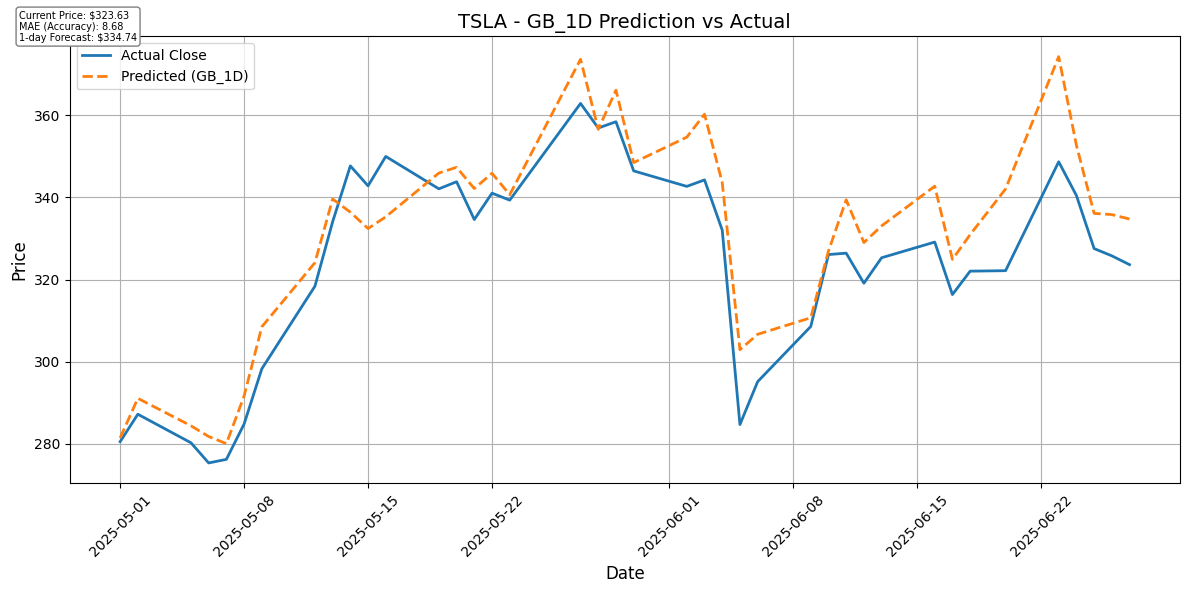 TSLA - GB_1D Prediction vs Actual
Current Price: $323.63
MAE (Accuracy): 8.68
1-day Forecast: $334.74
Actual Close
Predicted (GB_1D)
Price
360
340
320
300
280
2025-05-01
2025-05-08
2025-05-15
2025-05-22
2025-06-01
2025-06-08
2025-06-15
2025-06-22
Date